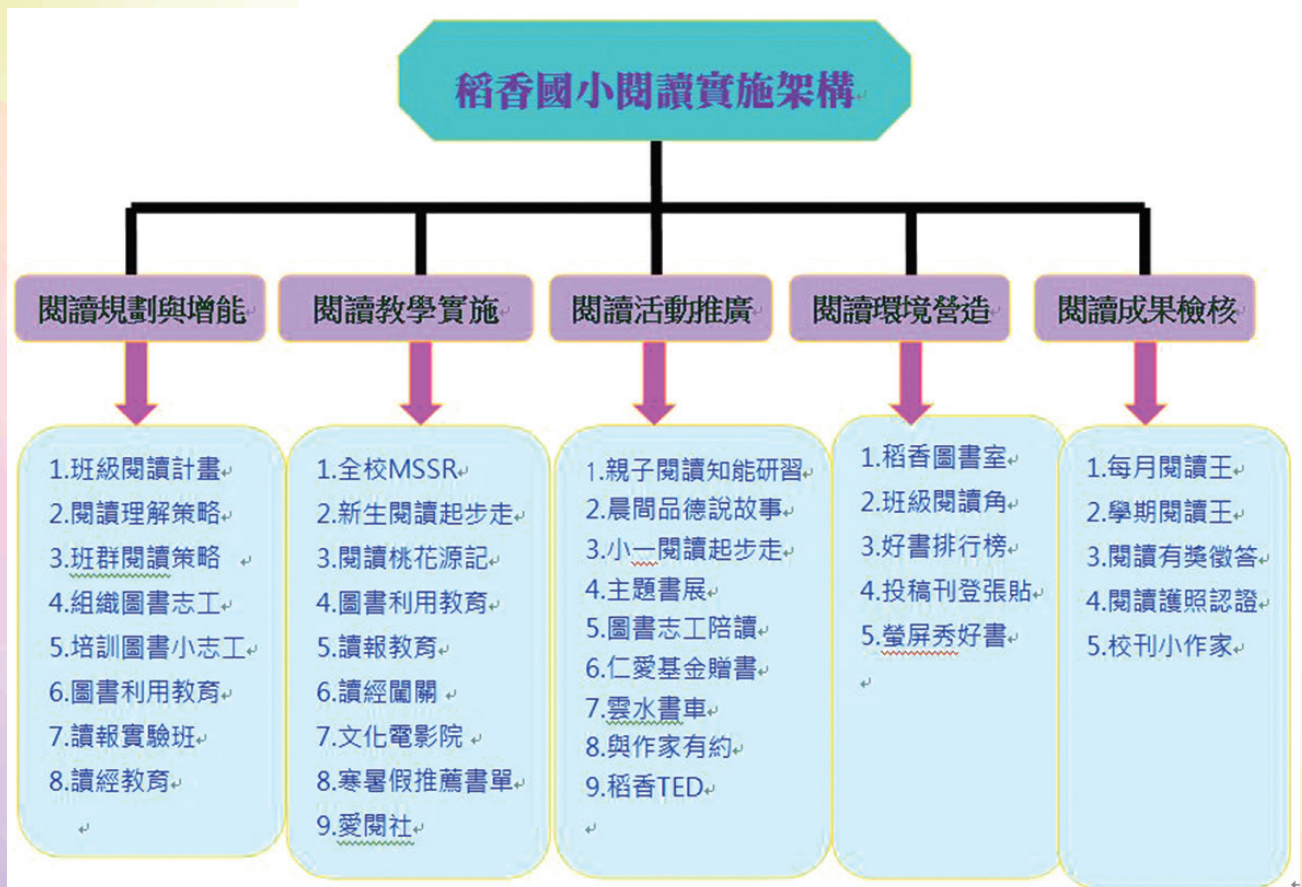 稻香國小閱讀實施架構
閱讀規劃與增能
1.班級閱讀計畫
2.閱讀理解策略
3.班群閱讀策略
4.組織圖書志工
5.培訓圖書小志工
6.圖書利用教育
7.讀報實驗班
8.讀經教育
閱讀教學實施
1.全校MSSR
2.新生閱讀起步走
3.閱讀桃花源記
4.圖書利用教育
5.讀報教育
6.讀經闖關
7.文化電影院
8.寒暑假推薦書單
9.愛閱社
閱讀活動推廣
1.親子閱讀知能研習
2.晨間品德說故事
3.小一閱讀起步走
4.主題書展
5.圖書志工陪讀
6.仁愛基金贈書
7.雲水書車
8.與作家有約
9.稻香TED
閱讀環境營造
1.稻香圖書室
2.班級閱讀角
3.好書排行榜
4.投稿刊登張貼
5.螢屏秀好書
閱讀成果檢核
1.每月閱讀王
2.學期閱讀王
3.閱讀有獎徵答
4.閱讀護照認證
5.校刊小作家